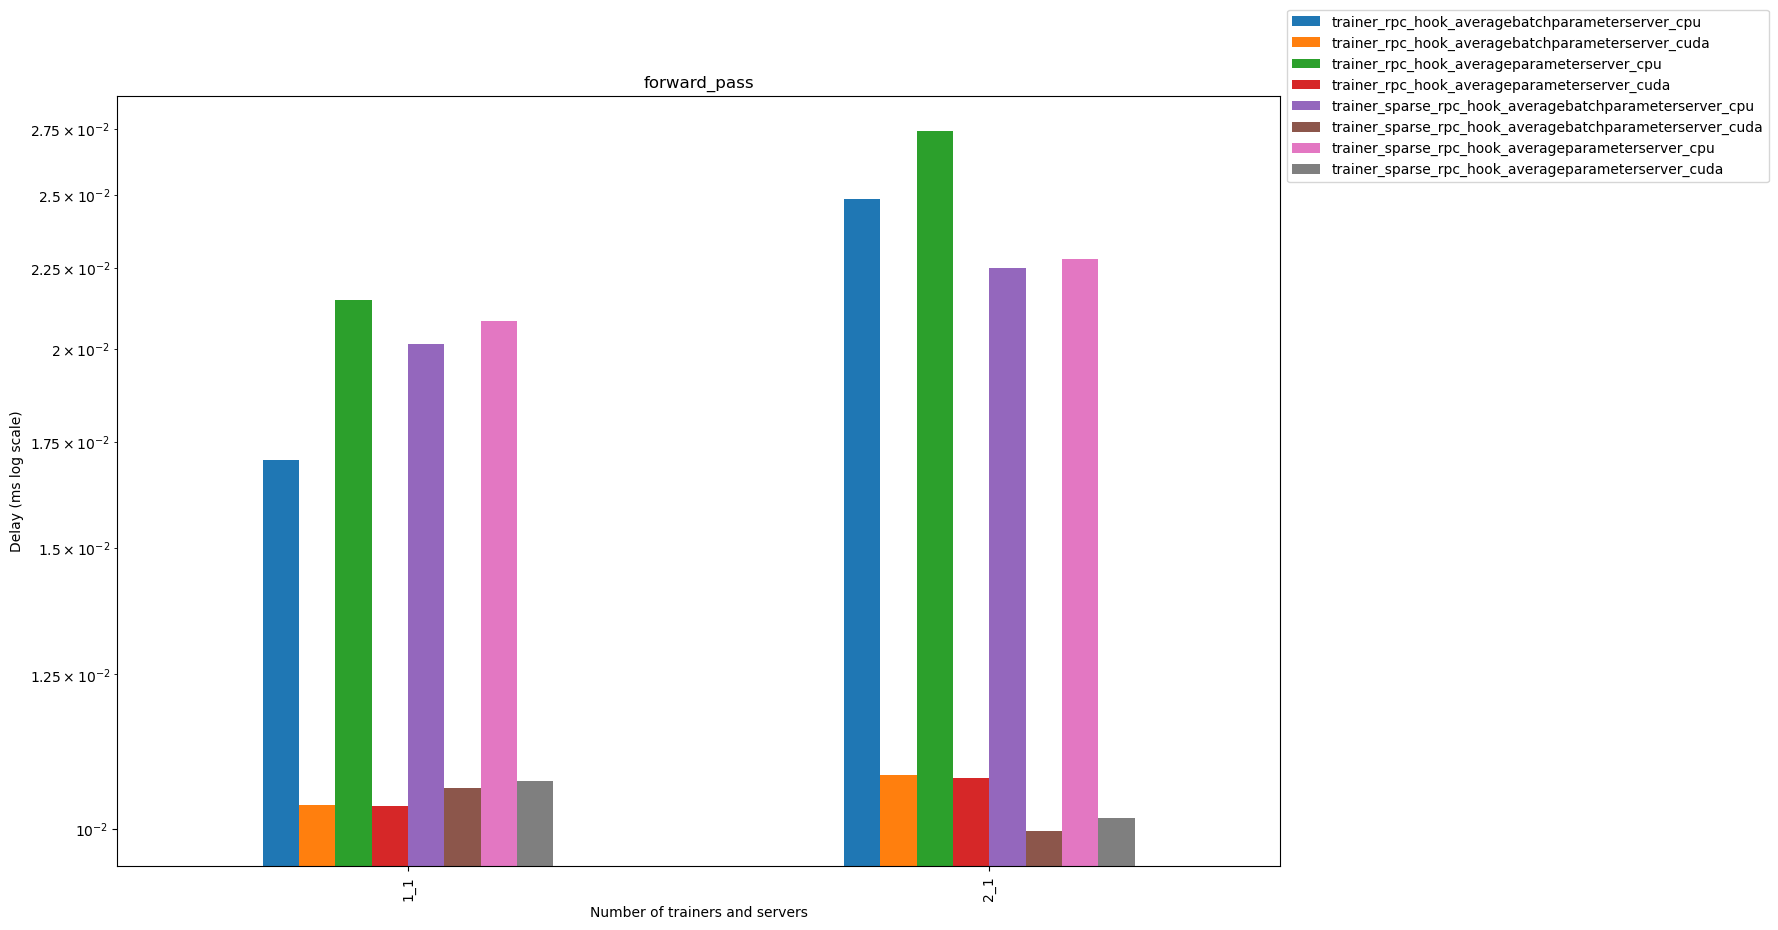 trainer_rpc_hook_averagebatchparameterserver_cpu
trainer_rpc_hook_averagebatchparameterserver_cuda
trainer_rpc_hook_averageparameterserver_cpu
trainer_rpc_hook_averageparameterserver_cuda
trainer_sparse_rpc_hook_averagebatchparameterserver_cpu
trainer_sparse_rpc_hook_averagebatchparameterserver_cuda
trainer_sparse_rpc_hook_averageparameterserver_cpu
trainer_sparse_rpc_hook_averageparameterserver_cuda
forward_pass
2.75 × 10⁻²
2.5 × 10⁻²
2.25 × 10⁻²
2 × 10⁻²
1.75 × 10⁻²
1.5 × 10⁻²
1.25 × 10⁻²
10⁻²
Delay (ms log scale)
1_1
2_1
Number of trainers and servers